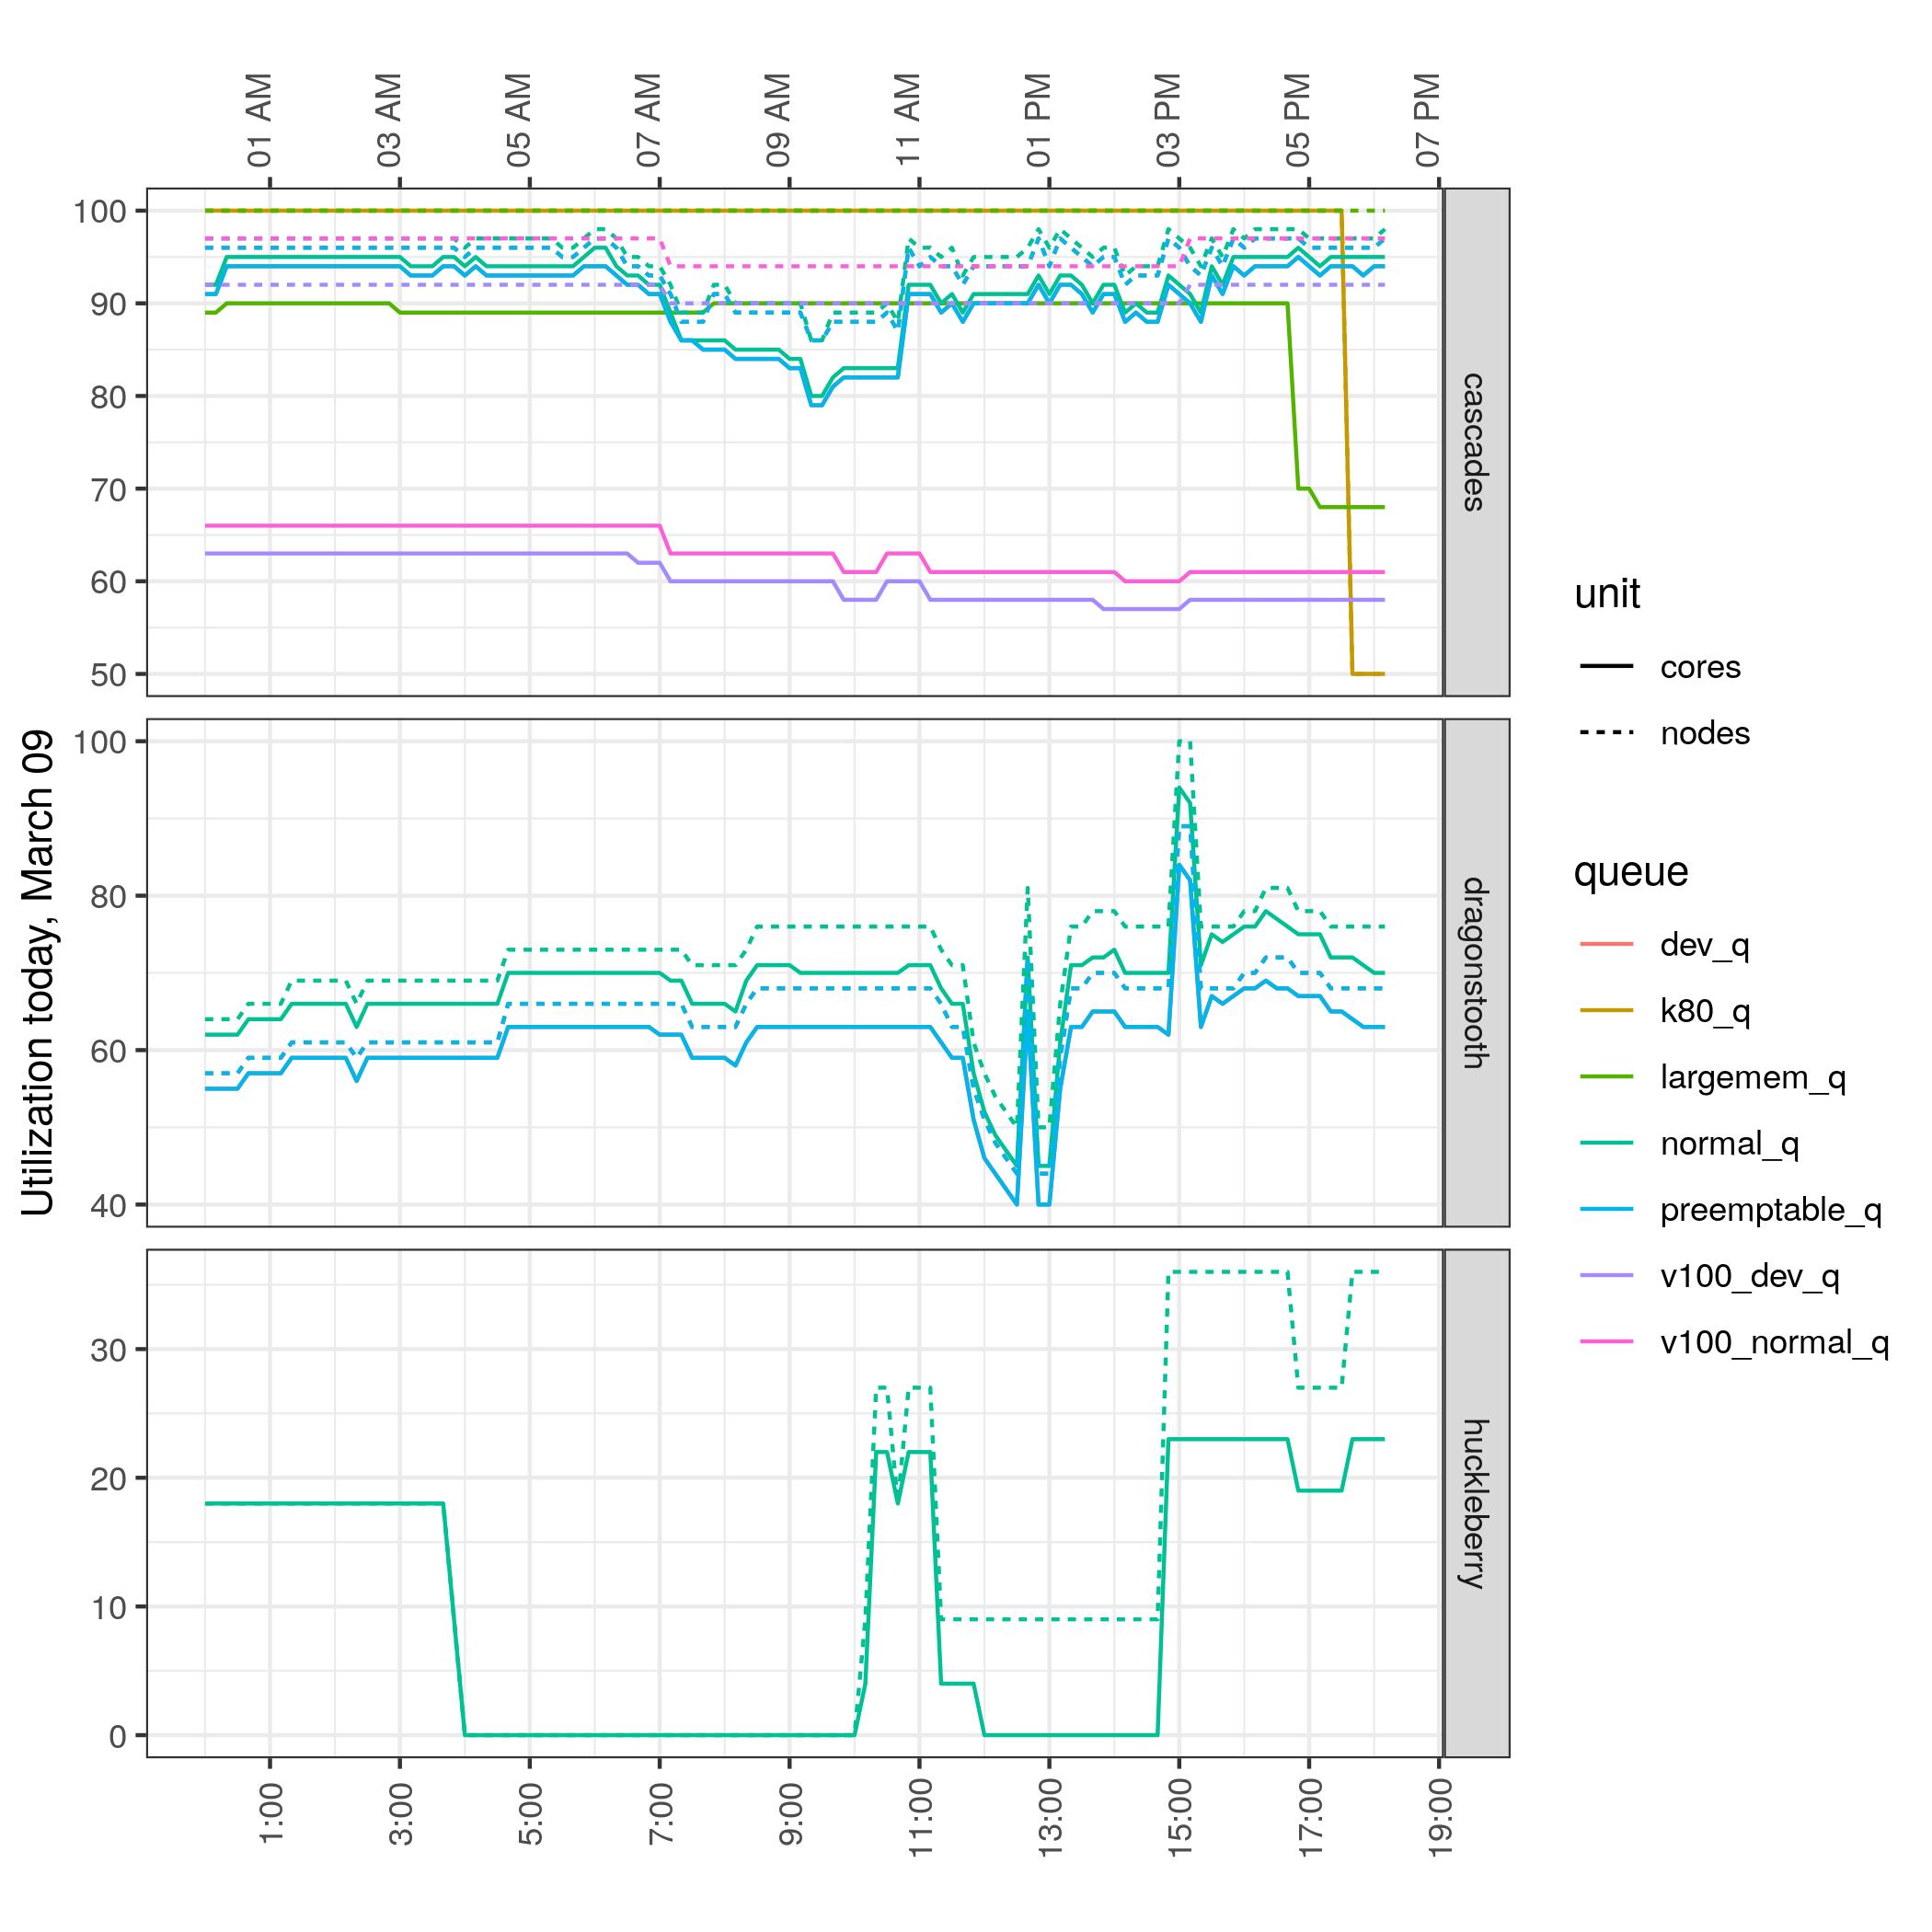 01 AM
03 AM
05 AM
07 AM
09 AM
11 AM
01 PM
03 PM
05 PM
07 PM
Utilization today, March 09
100
90
80
70
60
50
cascades
100
80
60
40
dragonstooth
30
20
10
0
huckleberry
1:00
3:00
5:00
7:00
9:00
11:00
13:00
15:00
17:00
19:00
unit
cores
nodes
queue
dev_q
k80_q
largemem_q
normal_q
preemptable_q
v100_dev_q
v100_normal_q